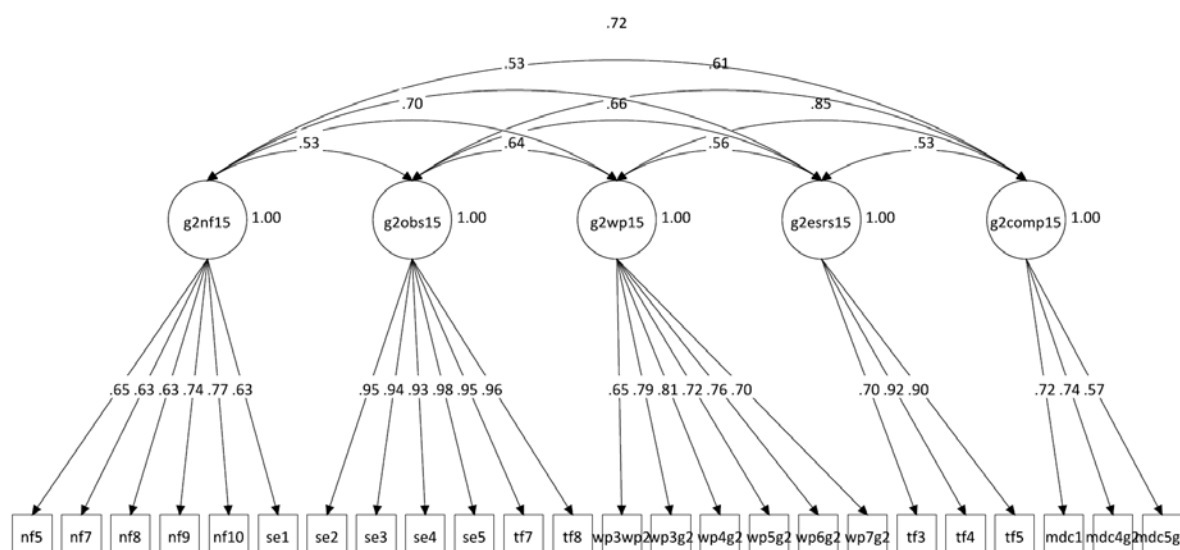 .72
.53 .61
.70 .66 .85
.53 .64 .56 .53
g2nf15 1.00 g2obs15 1.00 g2wp15 1.00 g2esrs15 1.00 g2comp15 1.00
.65 .63 .63 .74 .77 .63 .95 .94 .93 .98 .95 .96 .65 .79 .81 .72 .76 .70 .70 .92 .90 .72 .74 .57
nf5 nf7 nf8 nf9 nf10 se1 se2 se3 se4 se5 tf7 tf8 wp3wp2 wp3g2 wp4g2 wp5g2 wp6g2 wp7g2 tf3 tf4 tf5 mdc1 mdc4g2 mdc5g